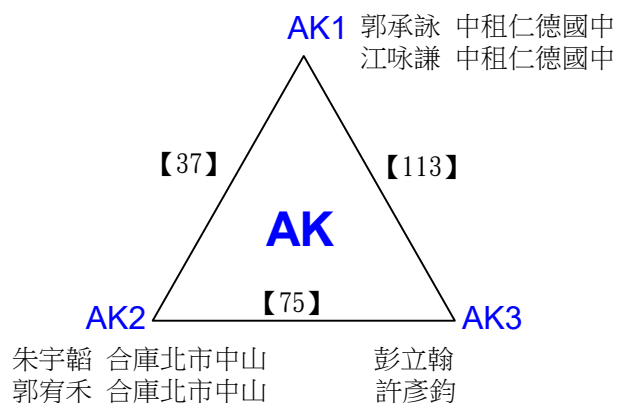 AK1 郭承詠 中租仁德國中
江咏謙 中租仁德國中
【37】 【113】
AK
【75】
AK2 AK3
朱宇韜 合庫北市中山 彭立翰
郭宥禾 合庫北市中山 許彥鈞